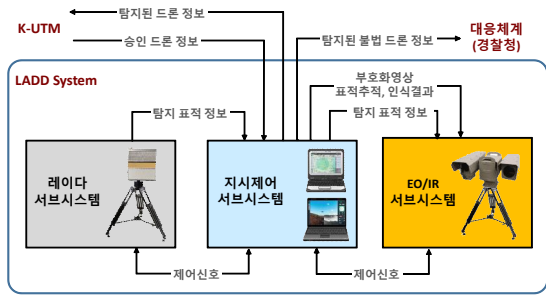 탐지된 드론 정보
K-UTM
승인 드론 정보
탐지된 불법 드론 정보
대응체계
(경찰청)
LADD System
부호화영상
표적추적, 인식결과
탐지 표적 정보
탐지 표적 정보
레이다
서브시스템
지시제어
서브시스템
EO/IR
서브시스템
제어신호
제어신호